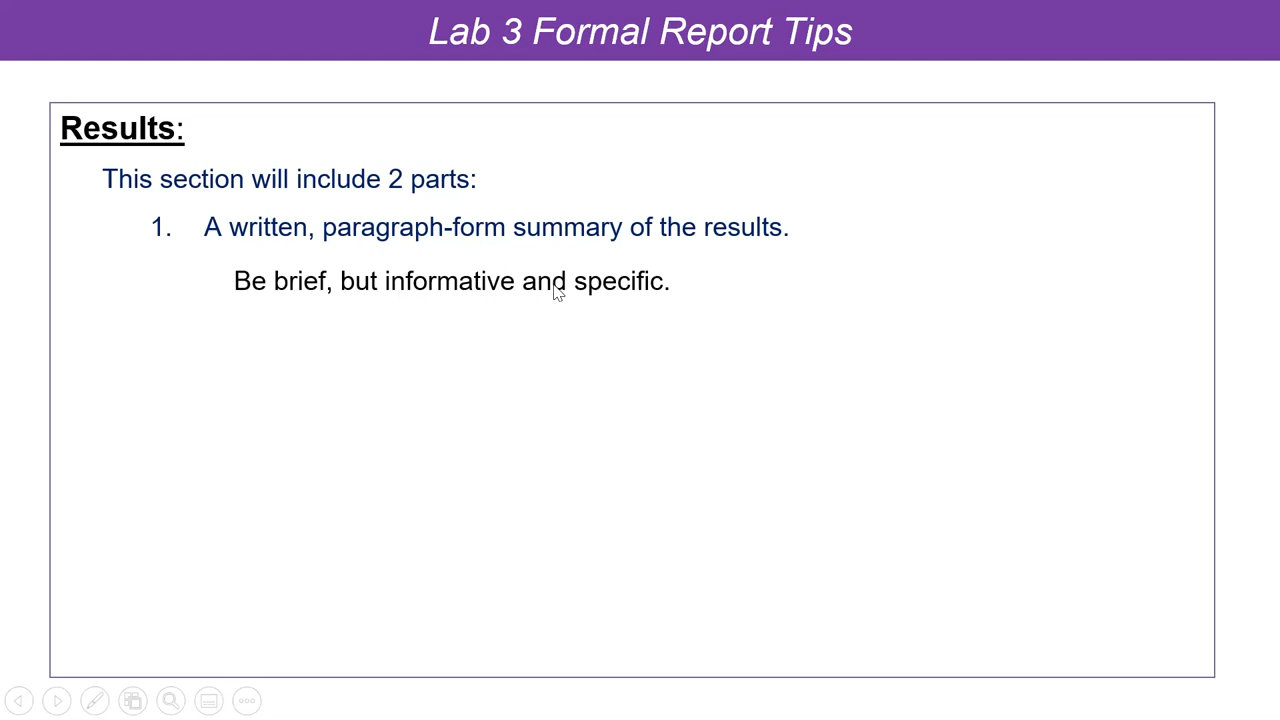 Lab 3 Formal Report Tips
Results:
This section will include 2 parts:
1. A written, paragraph-form summary of the results.
Be brief, but informative and specific.